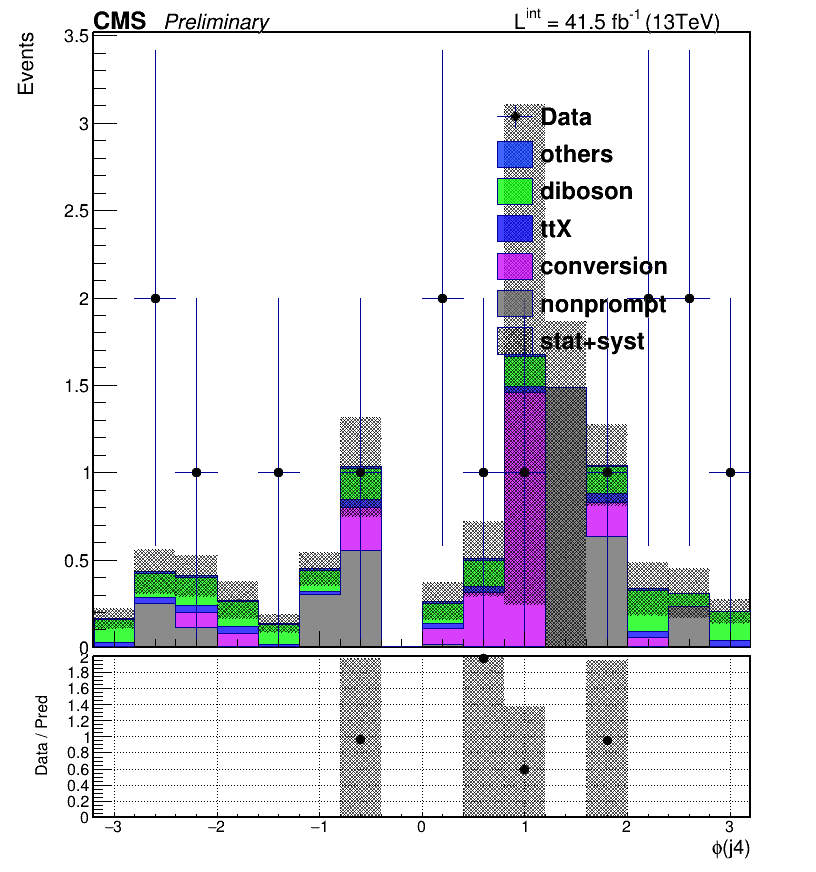 CMS Preliminary L^int = 41.5 fb^-1 (13TeV)
Events
3.5
3
2.5
2
1.5
1
0.5
0
Data
others
diboson
ttX
conversion
nonprompt
stat+syst
Data / Pred
2
1.8
1.6
1.4
1.2
1
0.8
0.6
0.4
0.2
0
−3 −2 −1 0 1 2 3
ϕ(j4)